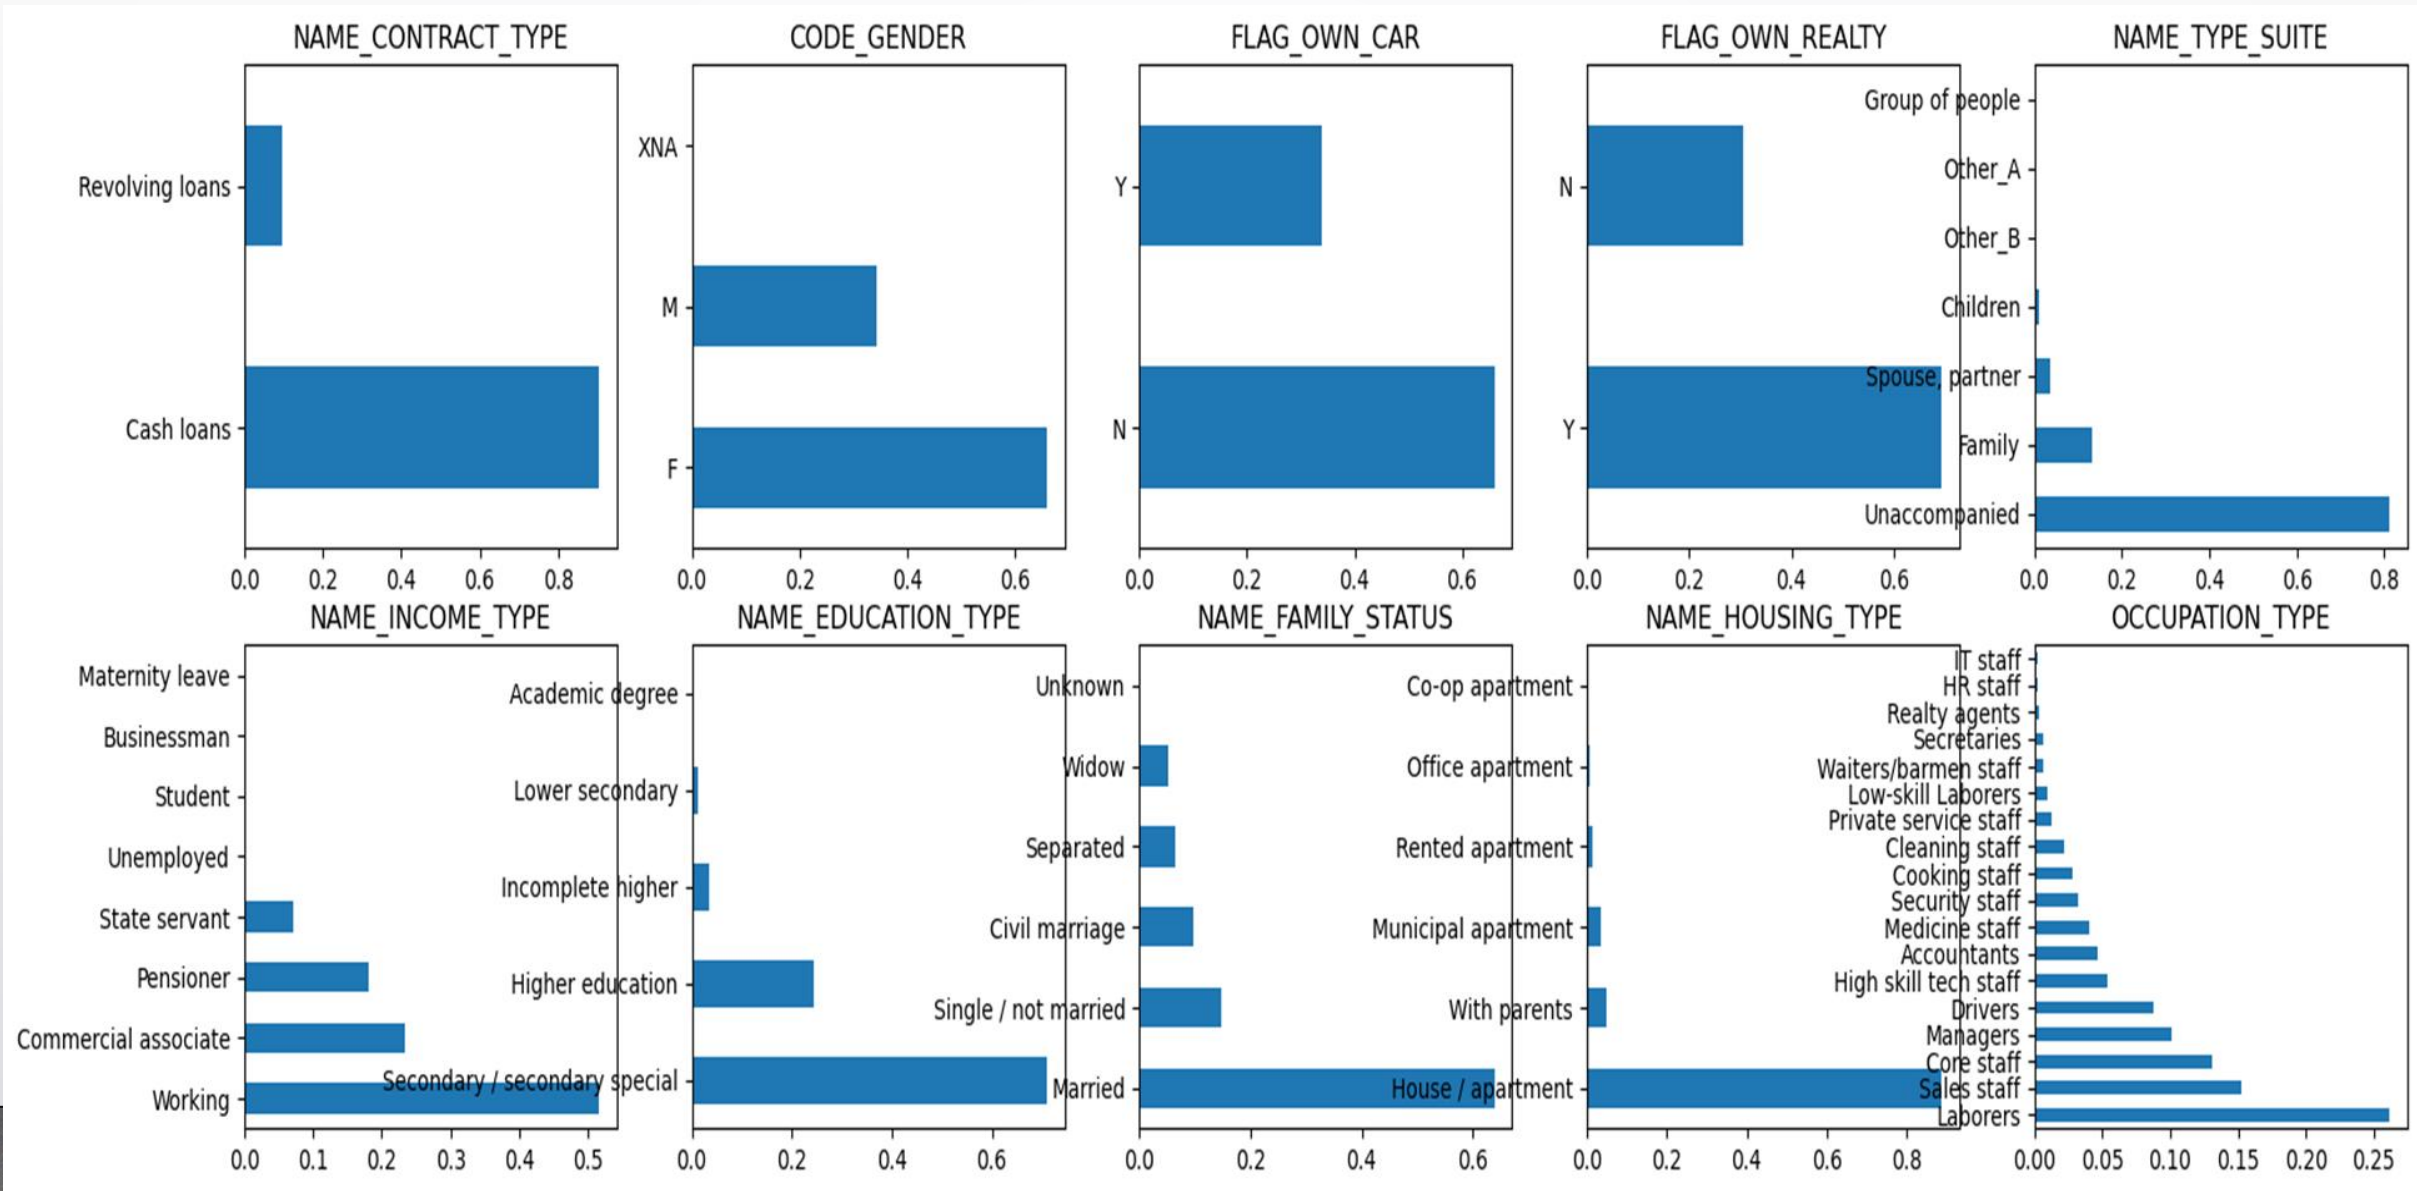 NAME_CONTRACT_TYPE
Revolving loans
Cash loans
0.0 0.2 0.4 0.6 0.8
CODE_GENDER
XNA
M
F
0.0 0.2 0.4 0.6
FLAG_OWN_CAR
Y
N
0.0 0.2 0.4 0.6
FLAG_OWN_REALTY
N
Y
0.0 0.2 0.4 0.6
NAME_TYPE_SUITE
Group of people
Other_A
Other_B
Children
Spouse, partner
Family
Unaccompanied
0.0 0.2 0.4 0.6 0.8
NAME_INCOME_TYPE
Maternity leave
Businessman
Student
Unemployed
State servant
Pensioner
Commercial associate
Working
0.0 0.1 0.2 0.3 0.4 0.5
NAME_EDUCATION_TYPE
Academic degree
Lower secondary
Incomplete higher
Higher education
Secondary / secondary special
0.0 0.2 0.4 0.6
NAME_FAMILY_STATUS
Unknown
Widow
Separated
Civil marriage
Single / not married
Married
0.0 0.2 0.4 0.6
NAME_HOUSING_TYPE
Co-op apartment
Office apartment
Rented apartment
Municipal apartment
With parents
House / apartment
0.0 0.2 0.4 0.6 0.8
OCCUPATION_TYPE
IT staff
HR staff
Realty agents
Secretaries
Waiters/barmen staff
Low-skill Laborers
Private service staff
Cleaning staff
Cooking staff
Security staff
Medicine staff
Accountants
High skill tech staff
Drivers
Managers
Core staff
Sales staff
Laborers
0.00 0.05 0.10 0.15 0.20 0.25